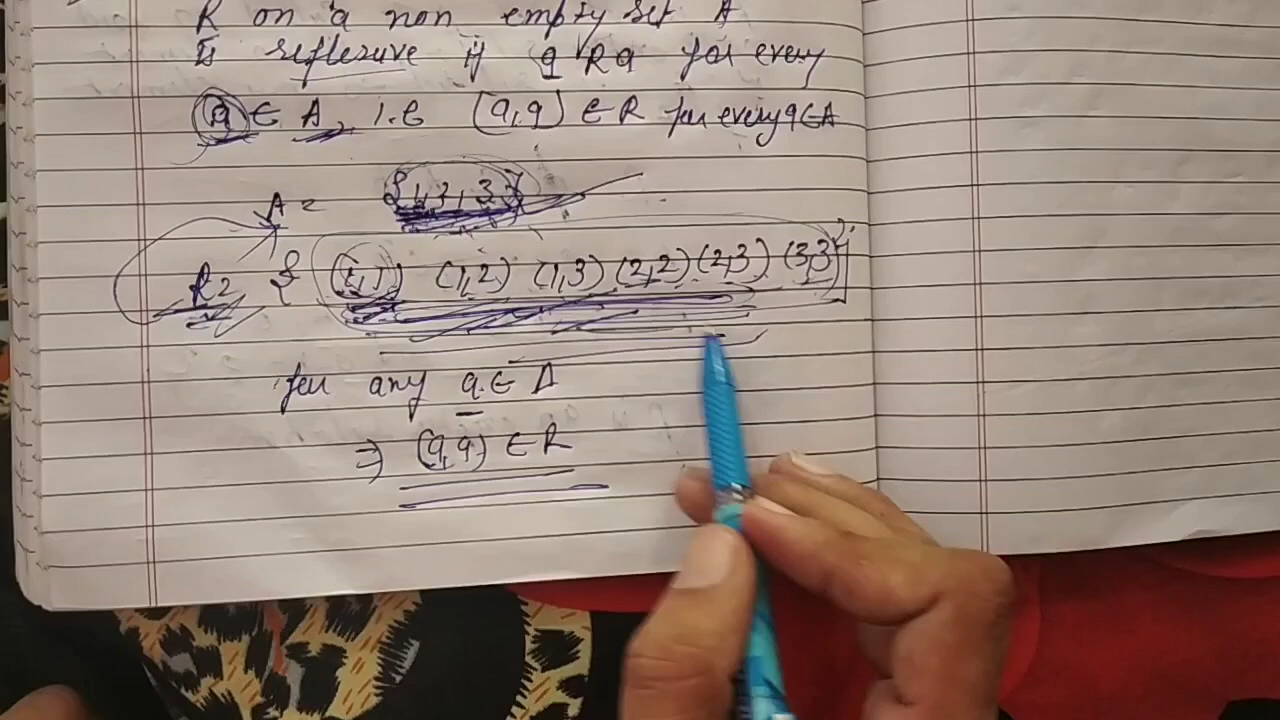 R on a non empty set A
Is reflexive if a R a for every
a ∈ A, i.e (a,a) ∈ R for every a ∈ A
A = {1,2,3}
R = { (1,1) (1,2) (1,3) (2,2) (2,3) (3,3)}
for any a ∈ A
⇒ (a,a) ∈ R